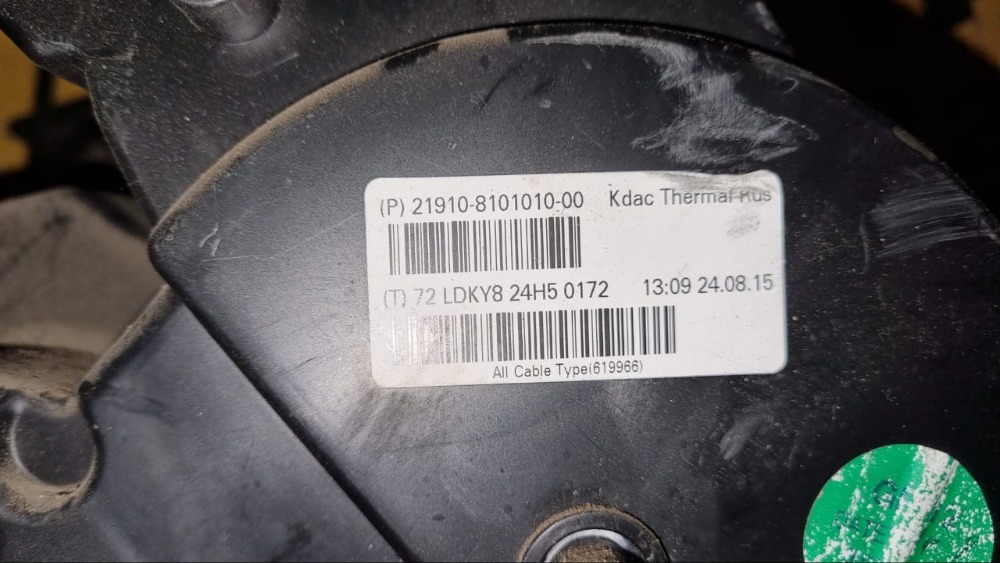 (P) 21910-8101010-00 Kdac Thermal Rus
(T) 72 LDKY8 24H5 0172 13:09 24.08.15
All Cable Type(619966)